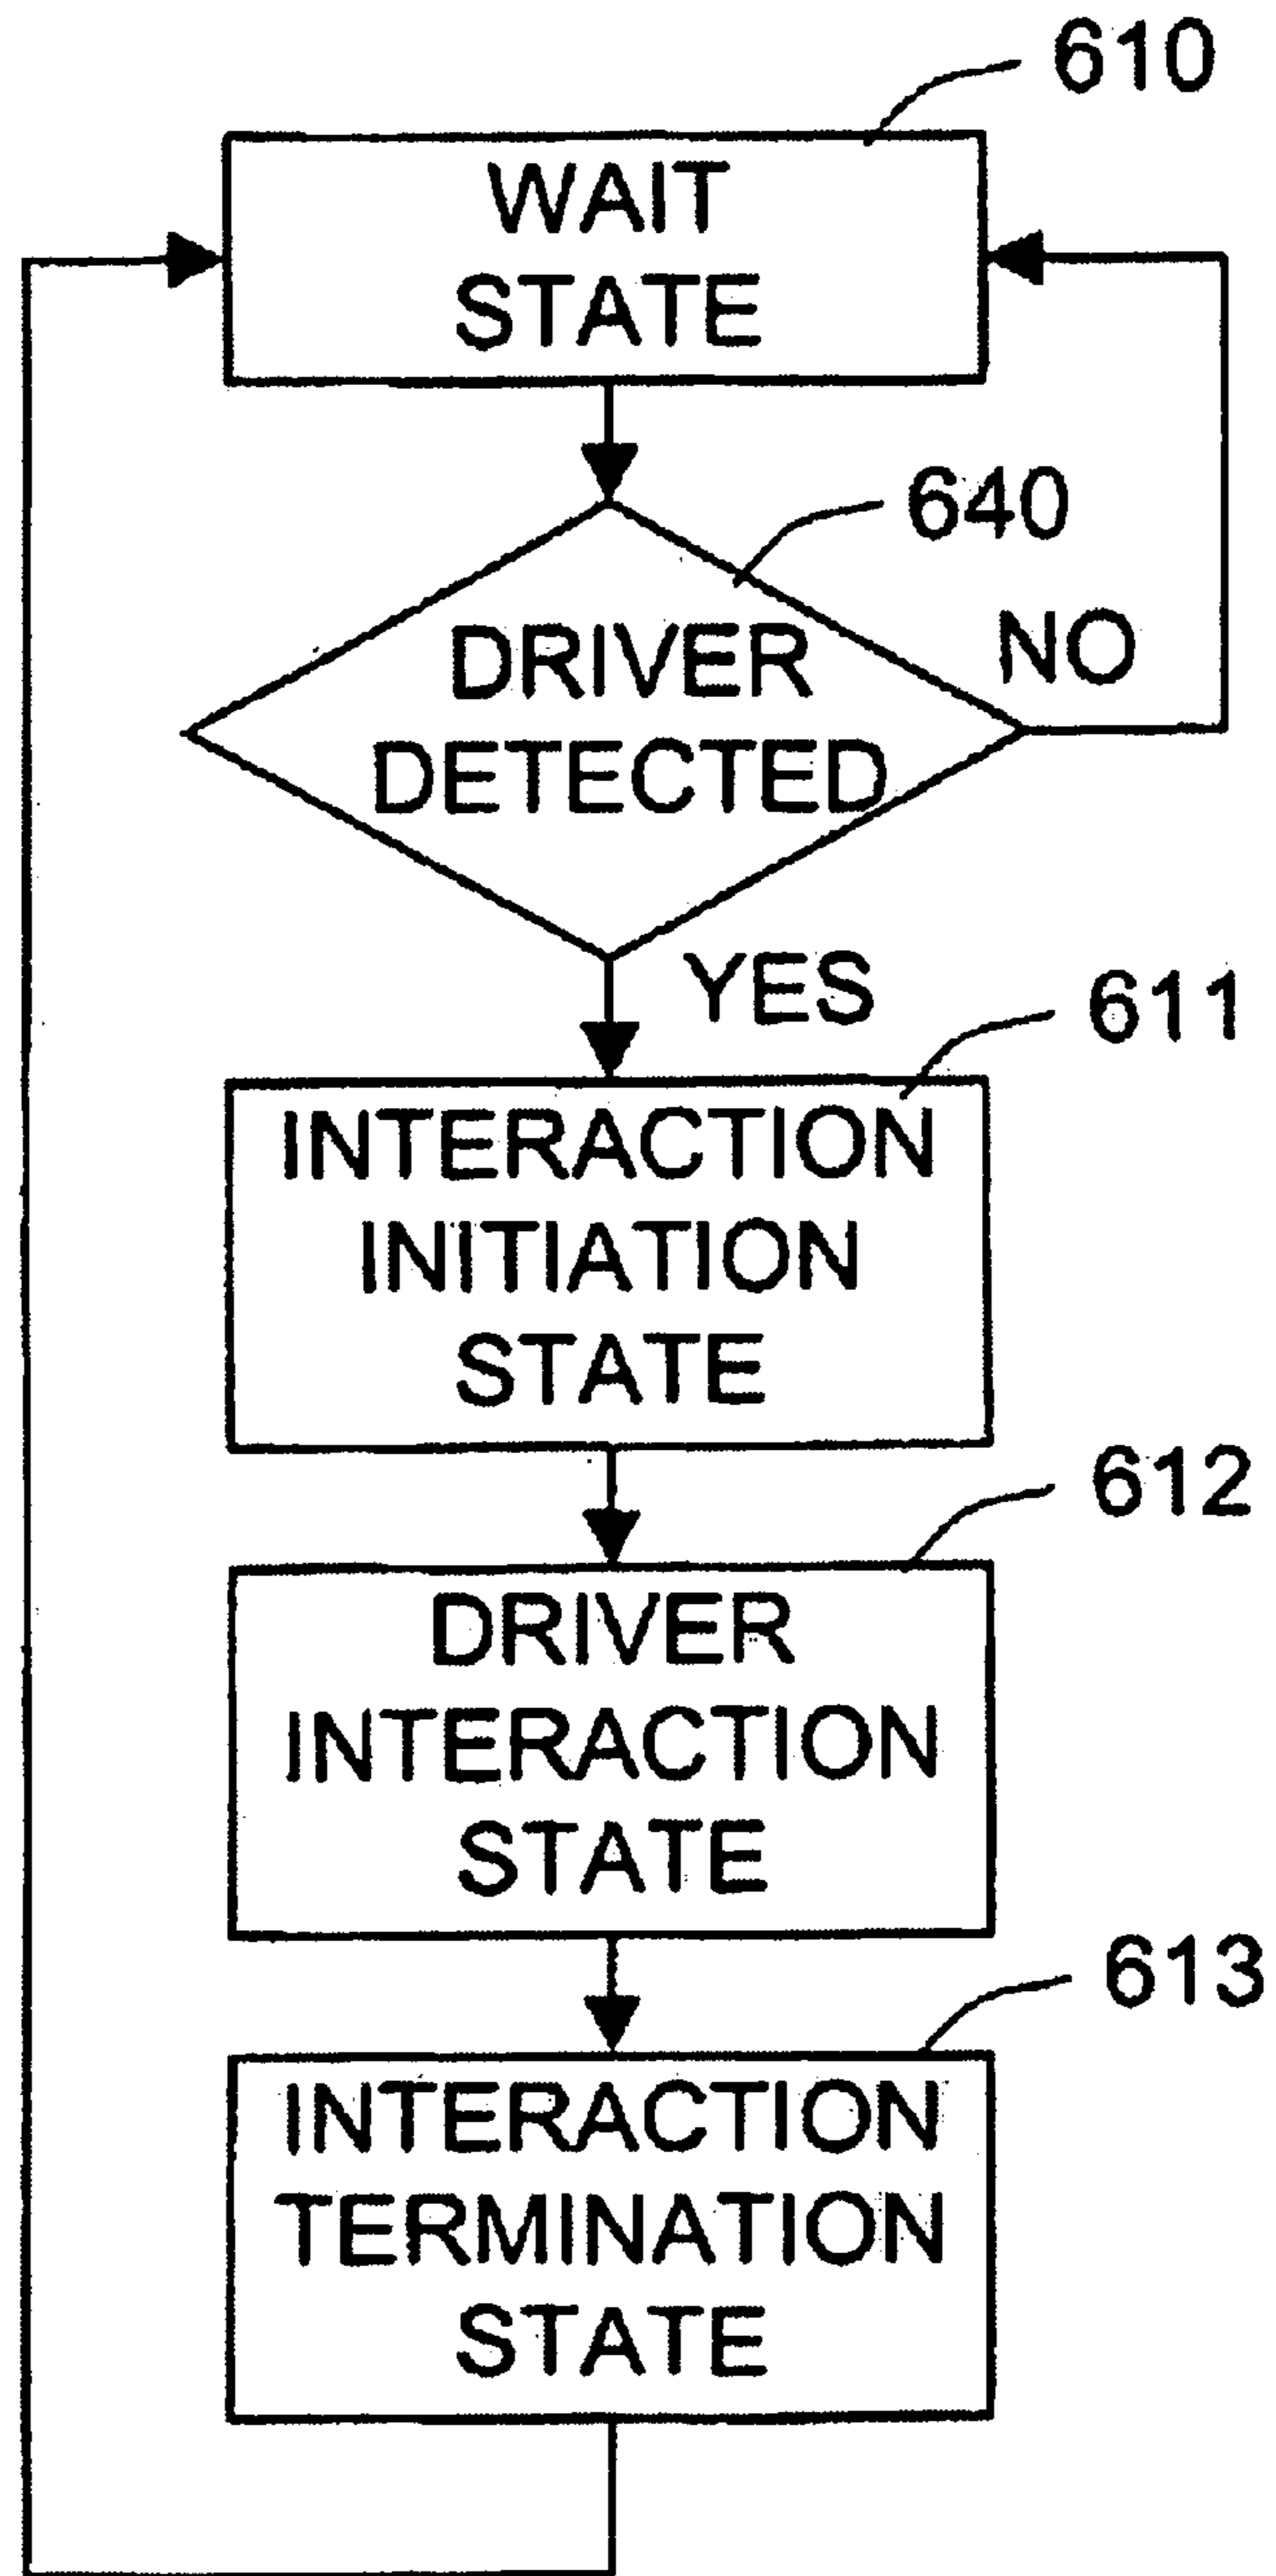 610
WAIT
STATE
640
DRIVER
DETECTED
NO
YES
611
INTERACTION
INITIATION
STATE
612
DRIVER
INTERACTION
STATE
613
INTERACTION
TERMINATION
STATE